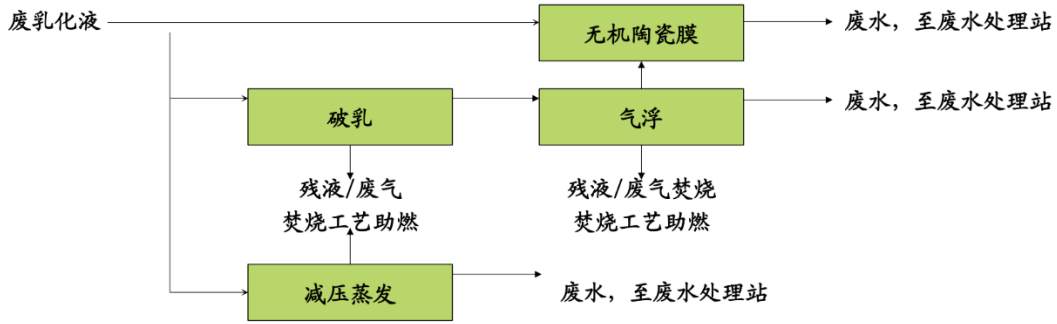 废乳化液
无机陶瓷膜
废水，至废水处理站
破乳
气浮
废水，至废水处理站
残液/废气
焚烧工艺助燃
残液/废气焚烧
焚烧工艺助燃
减压蒸发
废水，至废水处理站